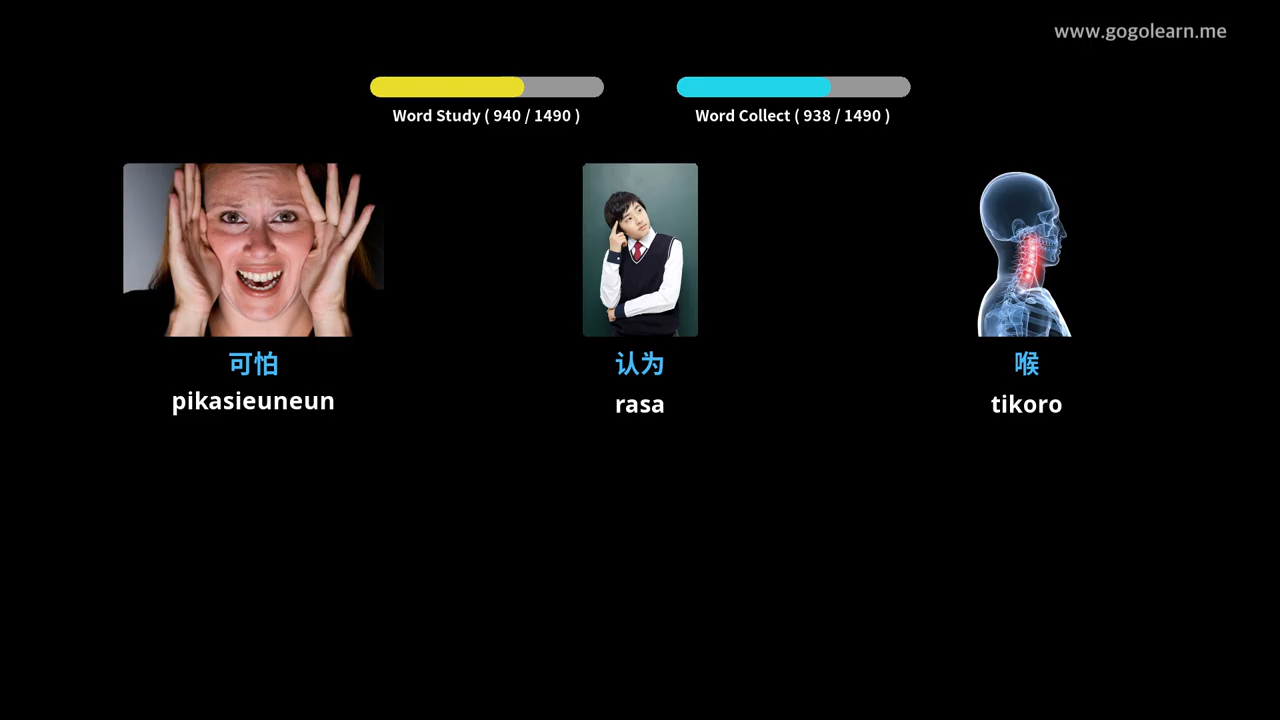 www.gogolearn.me
Word Study ( 940 / 1490 )
Word Collect ( 938 / 1490 )
可怕
pikasieuneun
认为
rasa
喉
tikoro